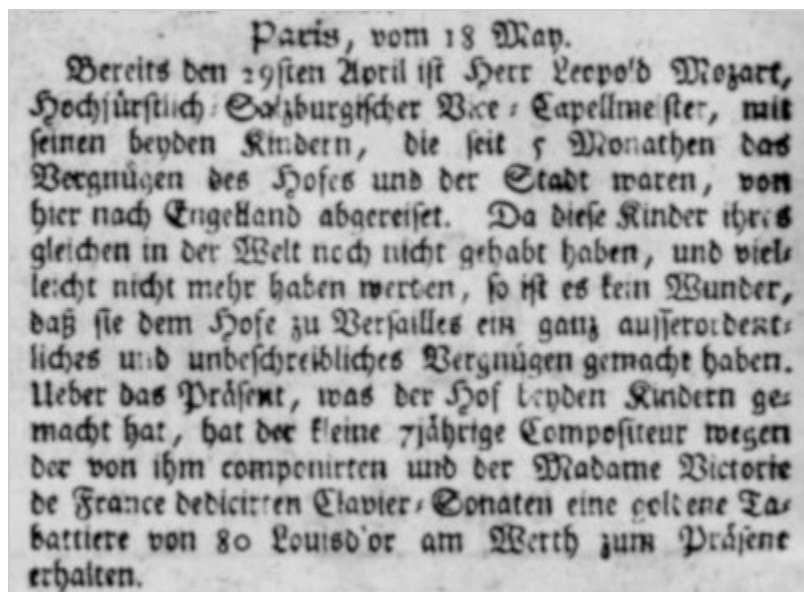 Paris, vom 18 May.
Bereits den 29sten April ist Herr Leopo'd Mozart,
Hochfürstlich-Salzburgischer Vice-Capellmeister, mit
seinen beyden Kindern, die seit 5 Monathen das
Vergnügen des Hofes und der Stadt waren, von
hier nach Engelland abgereiset. Da diese Kinder ihres
gleichen in der Welt noch nicht gehabt haben, und viel-
leicht nicht mehr haben werden, so ist es kein Wunder,
daß sie dem Hofe zu Versailles ein ganz ausserordent-
liches und unbeschreibliches Vergnügen gemacht haben.
Ueber das Präsent, was der Hof beyden Kindern ge-
macht hat, hat der kleine 7jährige Compositeur wegen
der von ihm componirten und der Madame Victorie
de France dedicirten Clavier-Sonaten eine goldene Ta-
battiere von 80 Louisd'or am Werth zum Präsent
erhalten.